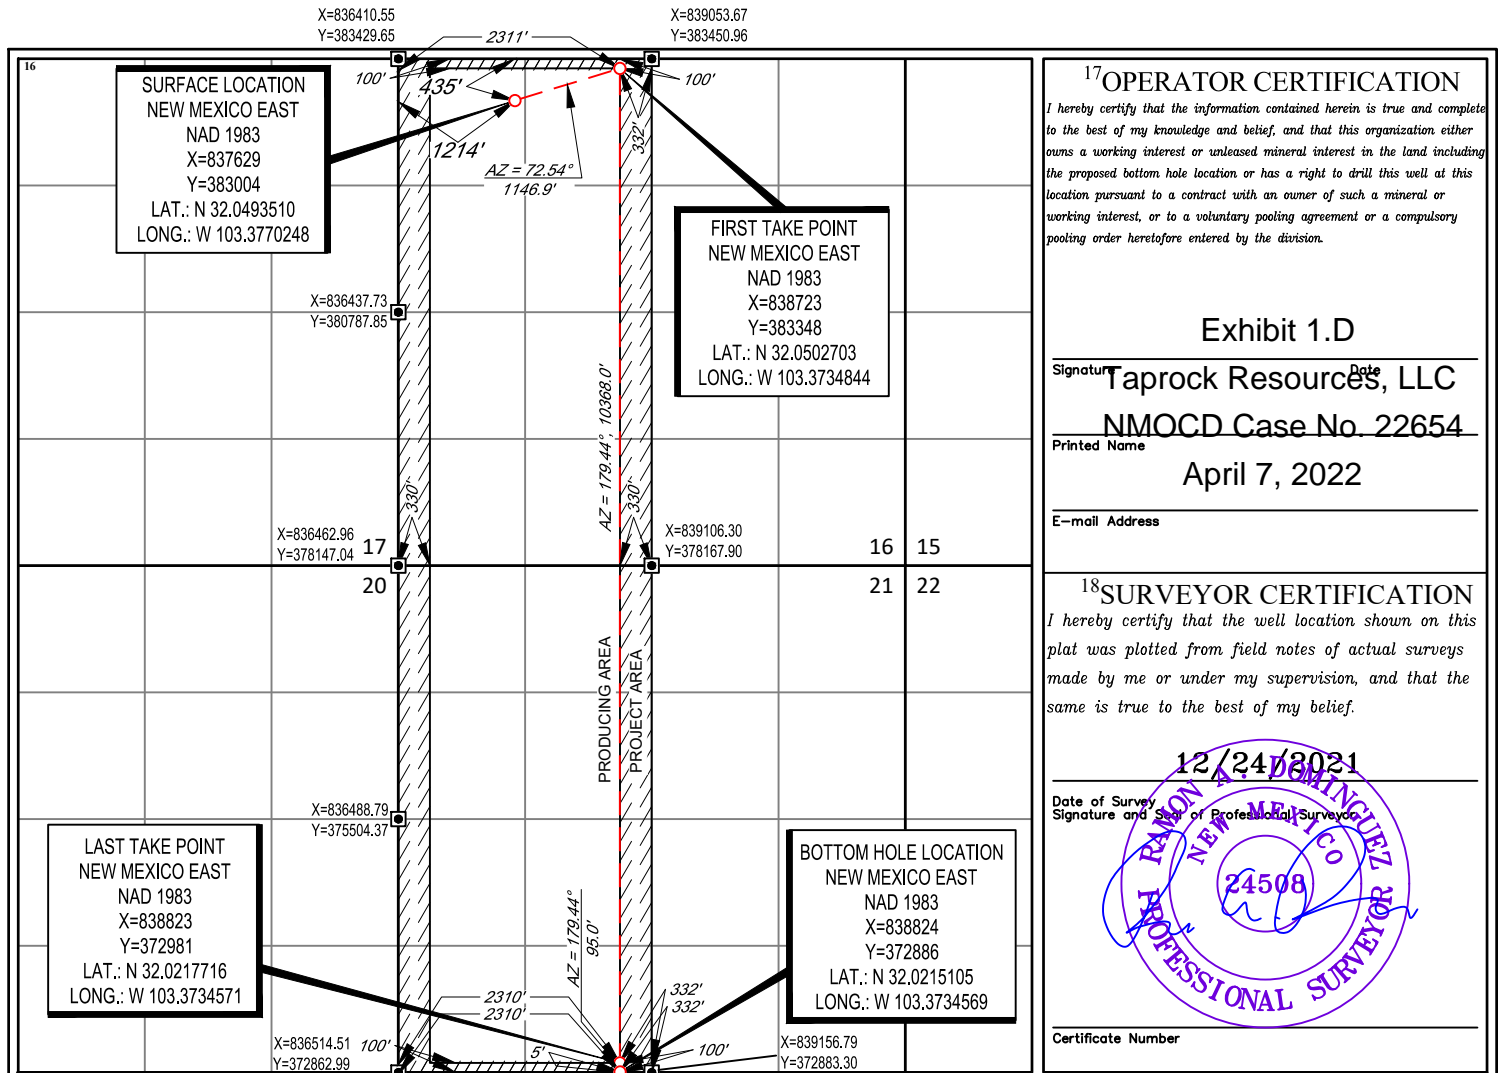 X=836410.55
Y=383429.65
X=839053.67
Y=383450.96
2311'
16
100'
435'
100'
SURFACE LOCATION
NEW MEXICO EAST
NAD 1983
X=837629
Y=383004
LAT.: N 32.0493510
LONG.: W 103.3770248
1214'
332'
AZ = 72.54°
1146.9'
FIRST TAKE POINT
NEW MEXICO EAST
NAD 1983
X=838723
Y=383348
LAT.: N 32.0502703
LONG.: W 103.3734844
X=836437.73
Y=380787.85
AZ = 179.44°, 10368.0'
330'
330'
X=836462.96
Y=378147.04
X=839106.30
Y=378167.90
17
16
15
20
21
22
PRODUCING AREA
PROJECT AREA
X=836488.79
Y=375504.37
LAST TAKE POINT
NEW MEXICO EAST
NAD 1983
X=838823
Y=372981
LAT.: N 32.0217716
LONG.: W 103.3734571
BOTTOM HOLE LOCATION
NEW MEXICO EAST
NAD 1983
X=838824
Y=372886
LAT.: N 32.0215105
LONG.: W 103.3734569
AZ = 179.44°
95.0'
2310'
2310'
332'
332'
X=836514.51
Y=372862.99
100'
5'
100'
X=839156.79
Y=372883.30
17OPERATOR CERTIFICATION
I hereby certify that the information contained herein is true and complete
to the best of my knowledge and belief, and that this organization either
owns a working interest or unleased mineral interest in the land including
the proposed bottom hole location or has a right to drill this well at this
location pursuant to a contract with an owner of such a mineral or
working interest, or to a voluntary pooling agreement or a compulsory
pooling order heretofore entered by the division.
Exhibit 1.D
Signature Date
Taprock Resources, LLC
NMOCD Case No. 22654
Printed Name
April 7, 2022
E-mail Address
18SURVEYOR CERTIFICATION
I hereby certify that the well location shown on this
plat was plotted from field notes of actual surveys
made by me or under my supervision, and that the
same is true to the best of my belief.
12/24/2021
Date of Survey
Signature and Seal of Professional Surveyor
RAMON A. DOMINGUEZ
NEW MEXICO
24508
PROFESSIONAL SURVEYOR
Certificate Number